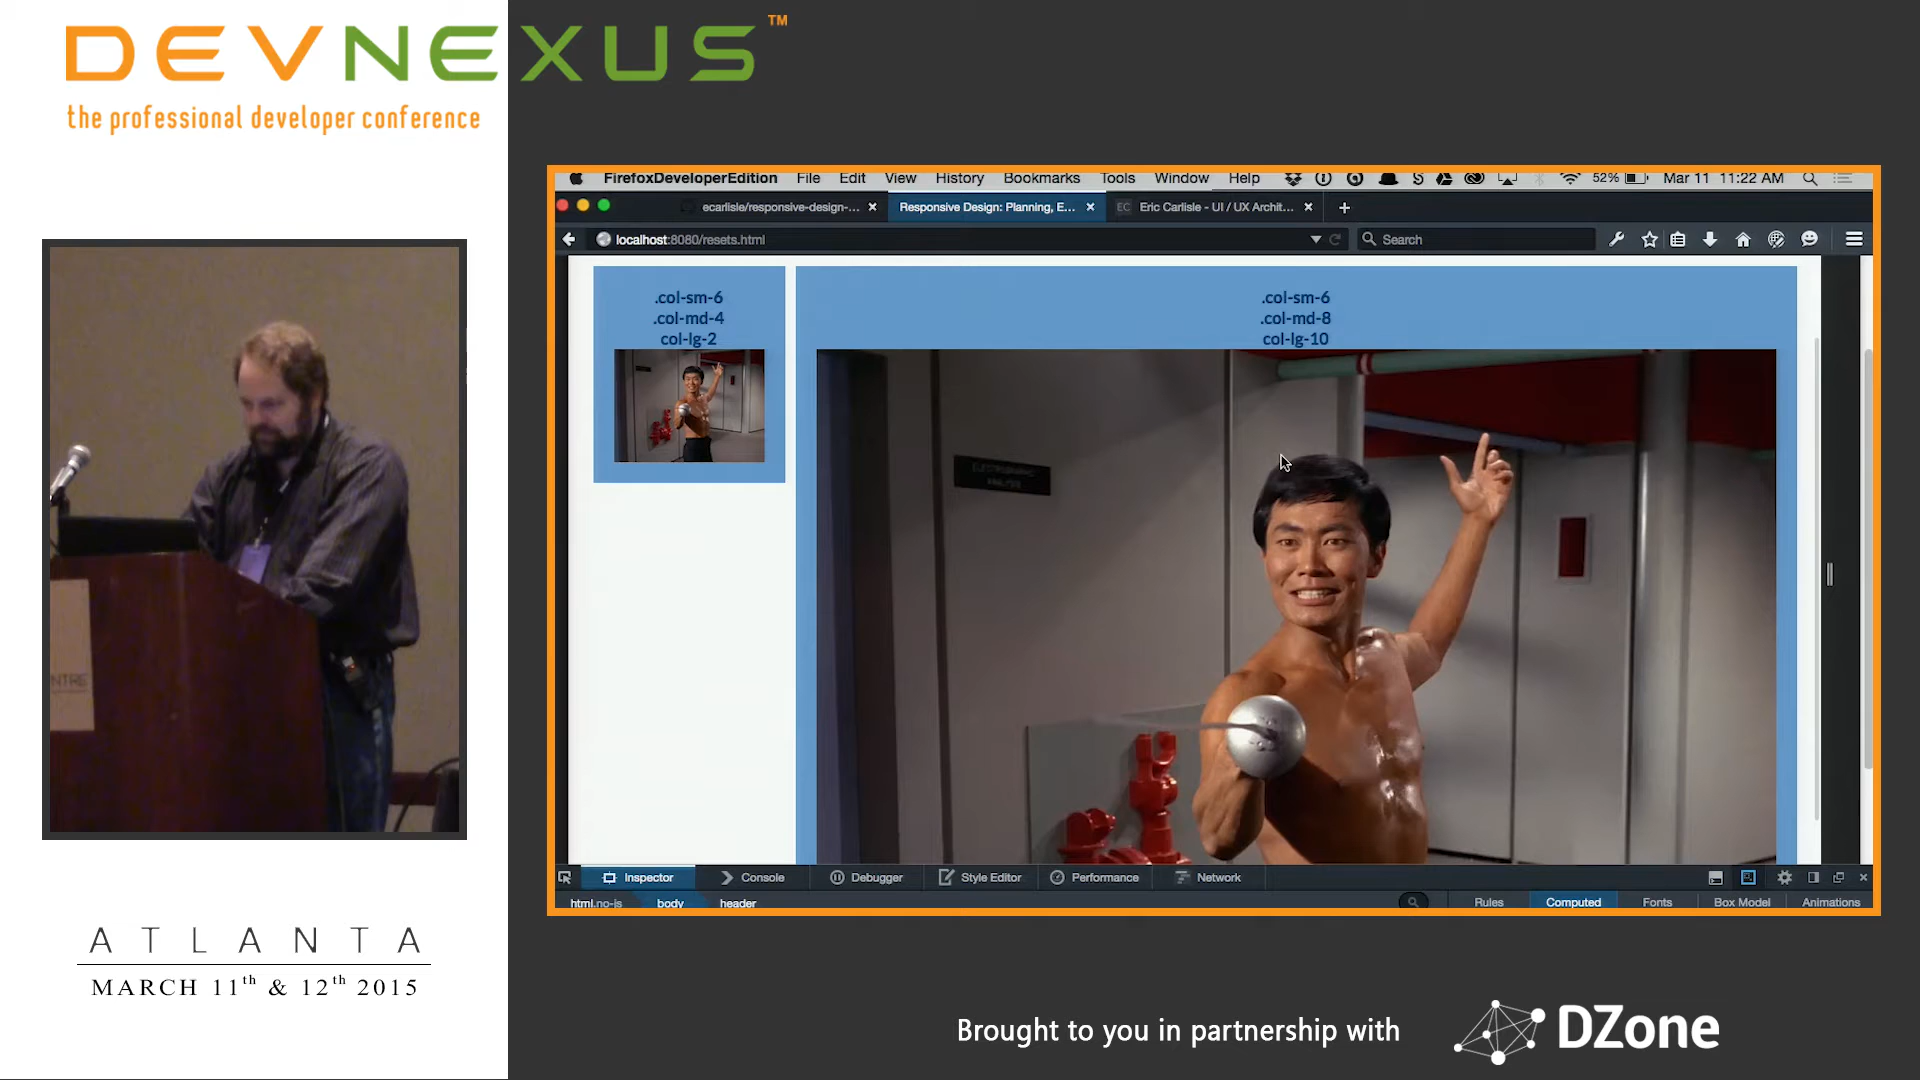 DEVNEXUS™
the professional developer conference
FirefoxDeveloperEdition File Edit View History Bookmarks Tools Window Help 52% Mar 11 11:22 AM
ecarlisle/responsive-design-... Responsive Design: Planning, E... EC Eric Carlisle - UI / UX Archit...
localhost:8080/resets.html Search
.col-sm-6
.col-md-4
col-lg-2
.col-sm-6
.col-md-8
col-lg-10
ANALYSIS
NTRE
Inspector Console Debugger Style Editor Performance Network
html.no-js body header Rules Computed Fonts Box Model Animations
ATLANTA
MARCH 11th & 12th 2015
Brought to you in partnership with DZone